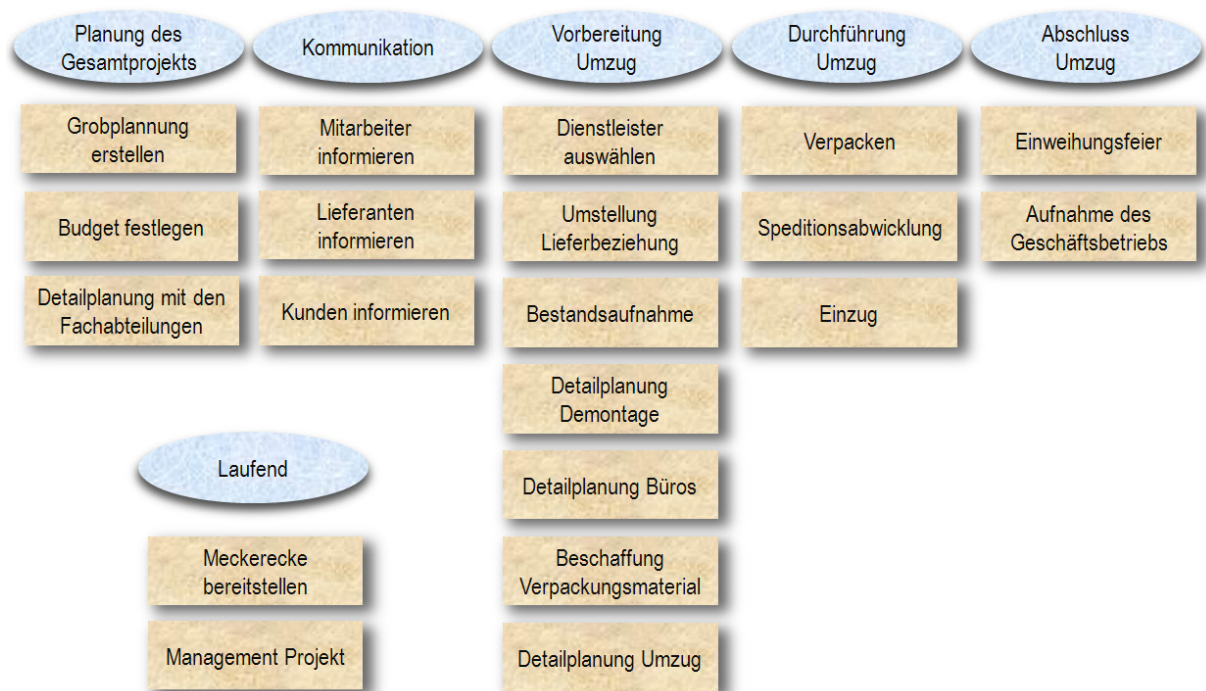 Planung des
Gesamtprojekts
Kommunikation
Vorbereitung
Umzug
Durchführung
Umzug
Abschluss
Umzug
Grobplannung
erstellen
Mitarbeiter
informieren
Dienstleister
auswählen
Verpacken
Einweihungsfeier
Budget festlegen
Lieferanten
informieren
Umstellung
Lieferbeziehung
Speditionsabwicklung
Aufnahme des
Geschäftsbetriebs
Detailplanung mit den
Fachabteilungen
Kunden informieren
Bestandsaufnahme
Einzug
Detailplanung
Demontage
Laufend
Detailplanung Büros
Meckerecke
bereitstellen
Beschaffung
Verpackungsmaterial
Management Projekt
Detailplanung Umzug